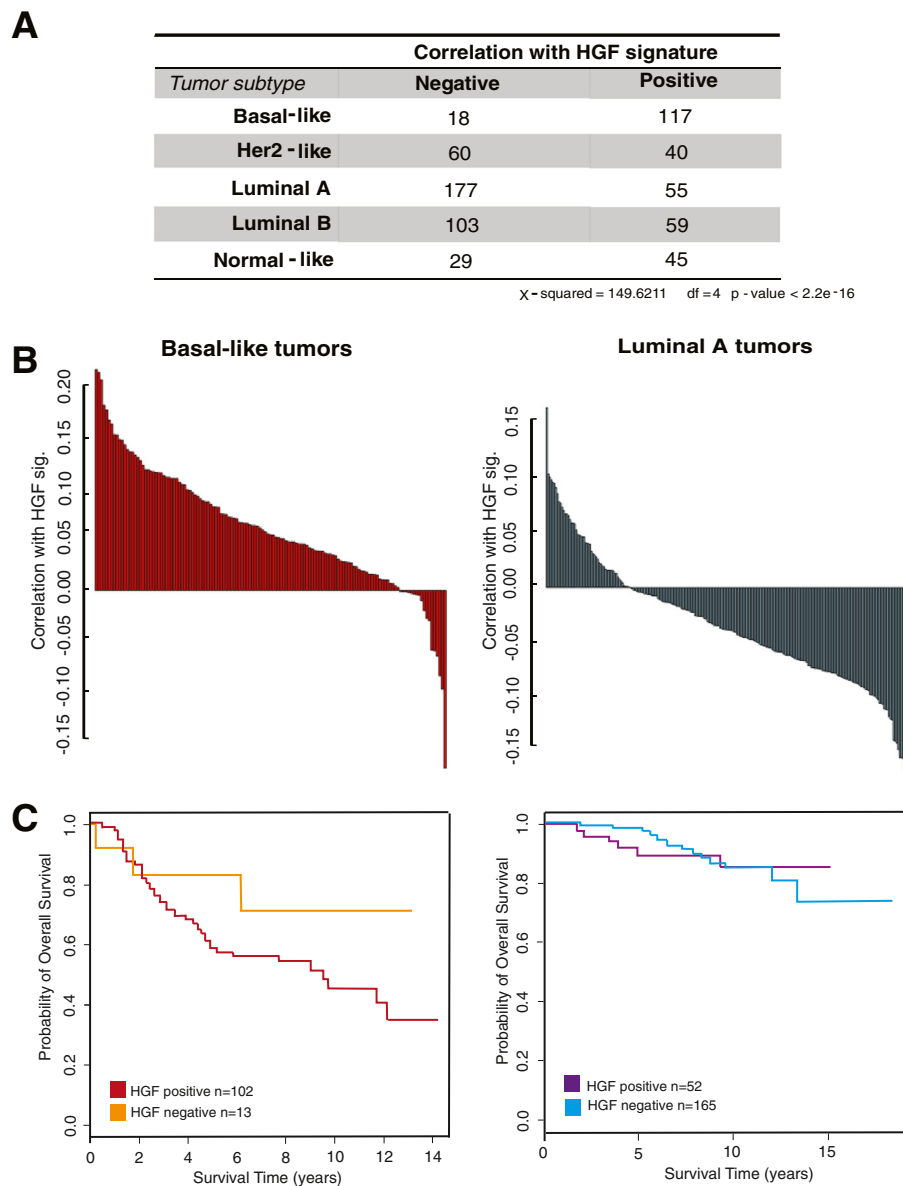 A
Correlation with HGF signature
Tumor subtype Negative Positive
Basal-like 18 117
Her2 - like 60 40
Luminal A 177 55
Luminal B 103 59
Normal - like 29 45
X - squared = 149.6211 df = 4 p - value < 2.2e -16
B
Basal-like tumors
Correlation with HGF sig.
0.20
0.15
0.10
0.05
0.00
-0.05
-0.10
-0.15
Luminal A tumors
Correlation with HGF sig.
0.15
0.10
0.05
0.00
-0.05
-0.10
-0.15
C
Probability of Overall Survival
1.0
0.8
0.6
0.4
0.2
0.0
HGF positive n=102
HGF negative n=13
0 2 4 6 8 10 12 14
Survival Time (years)
Probability of Overall Survival
1.0
0.8
0.6
0.4
0.2
0.0
HGF positive n=52
HGF negative n=165
0 5 10 15
Survival Time (years)